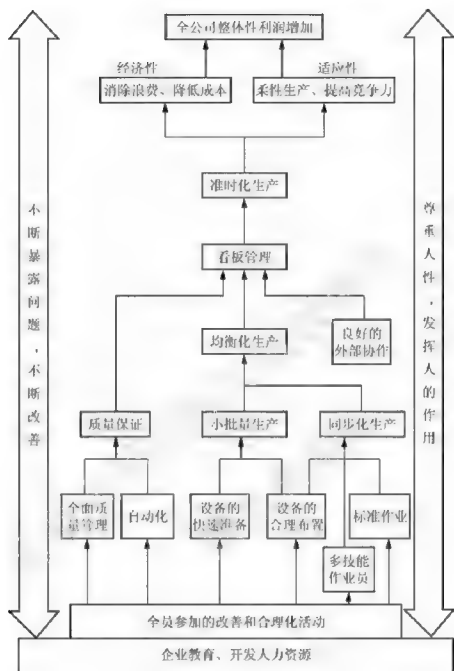 全公司整体性利润增加
经济性
适应性
消除浪费、降低成本
柔性生产、提高竞争力
准时化生产
看板管理
均衡化生产
良好的
外部协作
质量保证
小批量生产
同步化生产
全面质
量管理
自动化
设备的
快速准备
设备的
合理布置
标准作业
多技能
作业员
全员参加的改善和合理化活动
企业教育、开发人力资源
不断暴露问题，不断改善
尊重人性，发挥人的作用